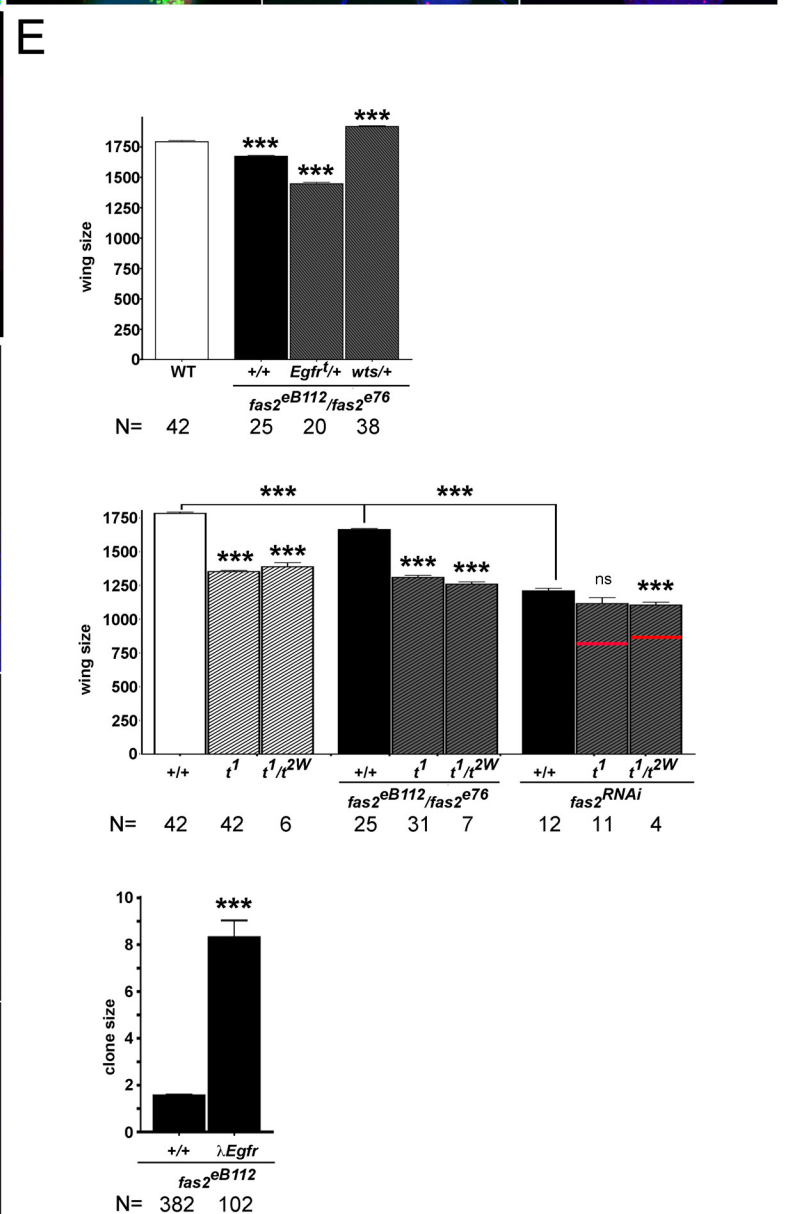 E
***
***
***
1750
1500
1250
1000
750
500
250
0
wing size
WT +/+ Egfr^t/+ wts/+
fas2^eB112/fas2^e76
N= 42 25 20 38
*** ***
1750
1500
1250
1000
750
500
250
0
wing size
*** *** *** *** ns ***
+/+ t^1 t^1/t^2W +/+ t^1 t^1/t^2W +/+ t^1 t^1/t^2W
fas2^eB112/fas2^e76 fas2^RNAi
N= 42 42 6 25 31 7 12 11 4
***
10
8
6
4
2
0
clone size
+/+ λEgfr
fas2^eB112
N= 382 102